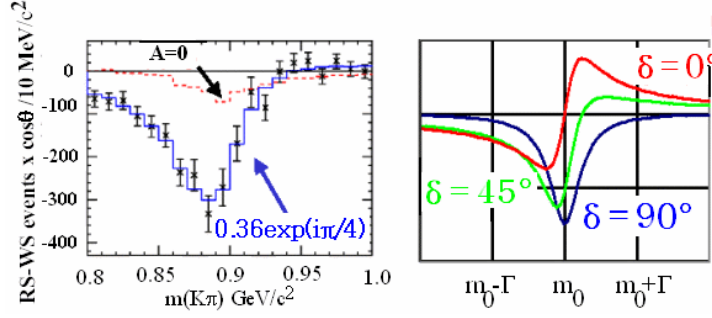 RS-WS events x cosθ /10 MeV/c²
0
-100
-200
-300
-400
A=0
0.36exp(iπ/4)
0.8 0.85 0.9 0.95 1.0
m(Kπ) GeV/c²
δ = 0°
δ = 45°
δ = 90°
m₀-Γ m₀ m₀+Γ